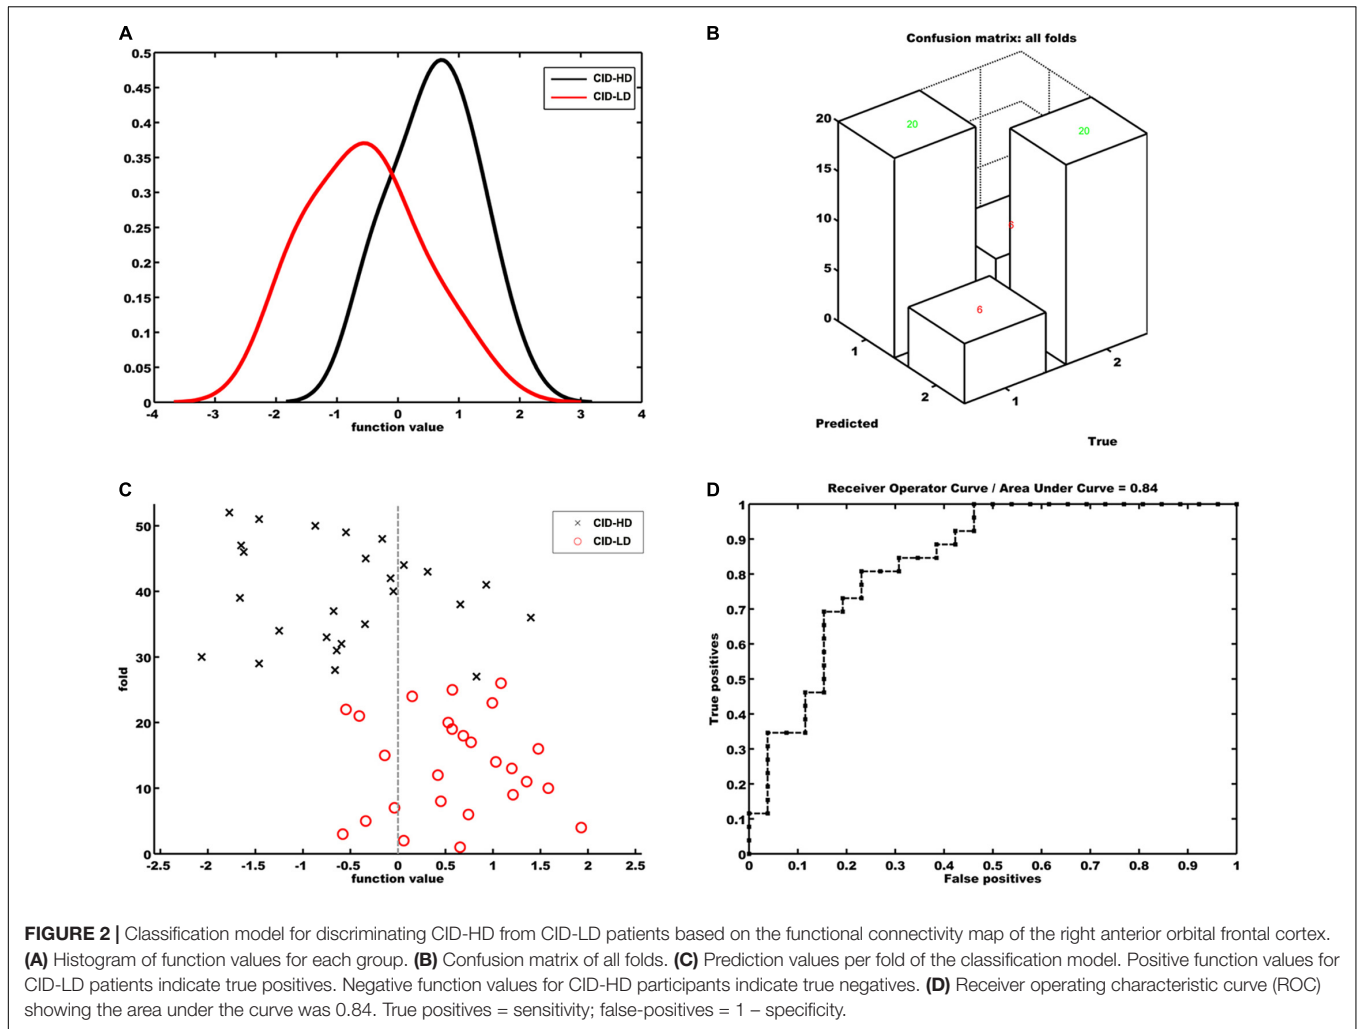 A
0.5
0.45
0.4
0.35
0.3
0.25
0.2
0.15
0.1
0.05
0
-4 -3 -2 -1 0 1 2 3 4
function value
CID-HD
CID-LD
B
Confusion matrix: all folds
20
15
10
5
0
20
20
6
6
1
2
1
2
Predicted
True
C
50
40
30
20
10
0
-2.5 -2 -1.5 -1 -0.5 0 0.5 1 1.5 2 2.5
function value
fold
CID-HD
CID-LD
D
Receiver Operator Curve / Area Under Curve = 0.84
1
0.9
0.8
0.7
0.6
0.5
0.4
0.3
0.2
0.1
0
0 0.1 0.2 0.3 0.4 0.5 0.6 0.7 0.8 0.9 1
False positives
True positives
FIGURE 2 | Classification model for discriminating CID-HD from CID-LD patients based on the functional connectivity map of the right anterior orbital frontal cortex.
(A) Histogram of function values for each group. (B) Confusion matrix of all folds. (C) Prediction values per fold of the classification model. Positive function values for
CID-LD patients indicate true positives. Negative function values for CID-HD participants indicate true negatives. (D) Receiver operating characteristic curve (ROC)
showing the area under the curve was 0.84. True positives = sensitivity; false-positives = 1 – specificity.